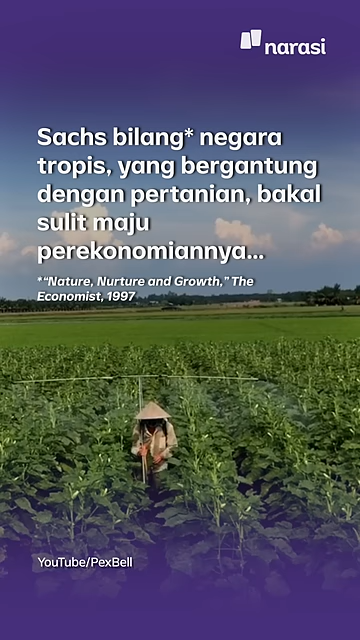 narasi
Sachs bilang* negara
tropis, yang bergantung
dengan pertanian, bakal
sulit maju
perekonomiannya...
*"Nature, Nurture and Growth," The
Economist, 1997
YouTube/PexBell